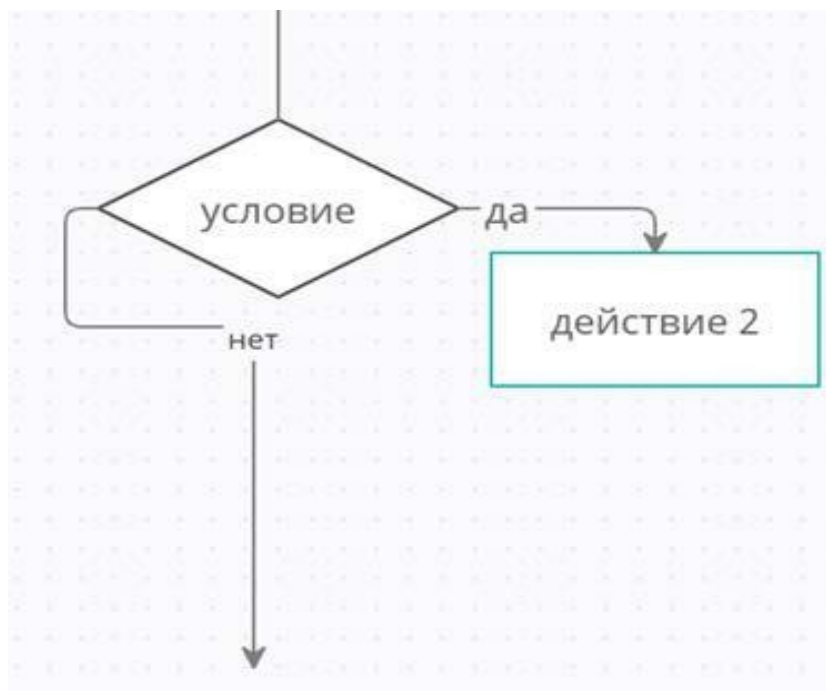 условие
да
действие 2
нет